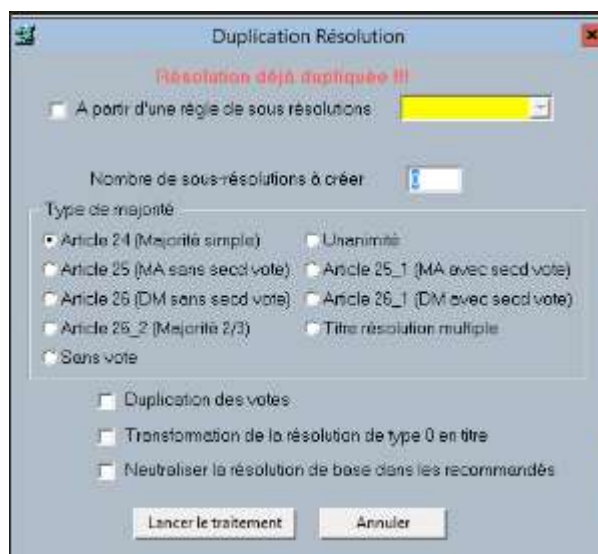 Duplication Résolution
Résolution déjà dupliquée !!!
A partir d'une règle de sous résolutions
Nombre de sous-résolutions à créer 0
Type de majorité
Article 24 (Majorité simple) Unanimité
Article 25 (MA sans secd vote) Article 25_1 (MA avec secd vote)
Article 26 (DM sans secd vote) Article 26_1 (DM avec secd vote)
Article 26_2 (Majorité 2/3) Titre résolution multiple
Sans vote
Duplication des votes
Transformation de la résolution de type 0 en titre
Neutraliser la résolution de base dans les recommandés
Lancer le traitement Annuler